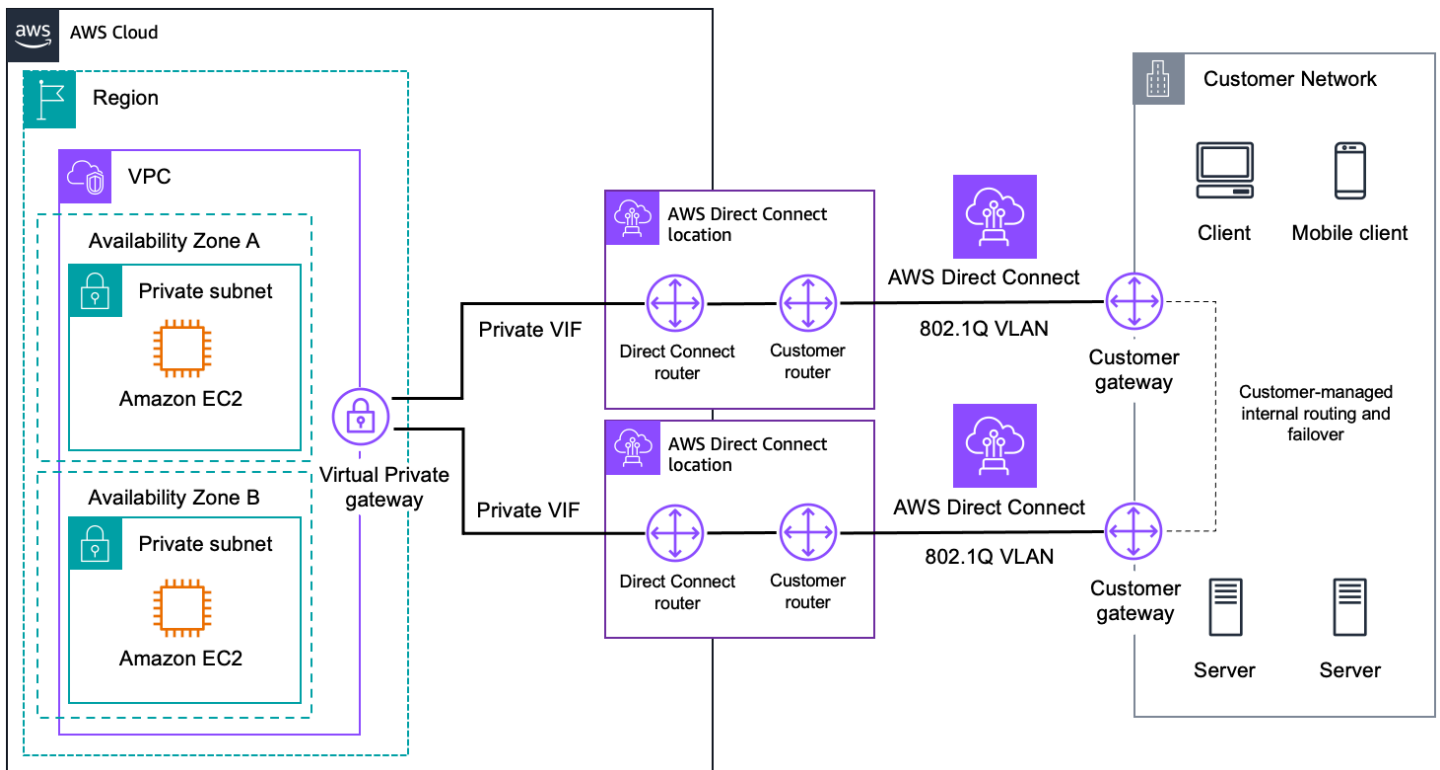 aws
AWS Cloud
Region
VPC
Availability Zone A
Private subnet
Amazon EC2
Availability Zone B
Private subnet
Amazon EC2
Virtual Private
gateway
Private VIF
Private VIF
AWS Direct Connect
location
Direct Connect
router
Customer
router
AWS Direct Connect
location
Direct Connect
router
Customer
router
AWS Direct Connect
802.1Q VLAN
AWS Direct Connect
802.1Q VLAN
Customer Network
Client
Mobile client
Customer
gateway
Customer-managed
internal routing and
failover
Customer
gateway
Server
Server